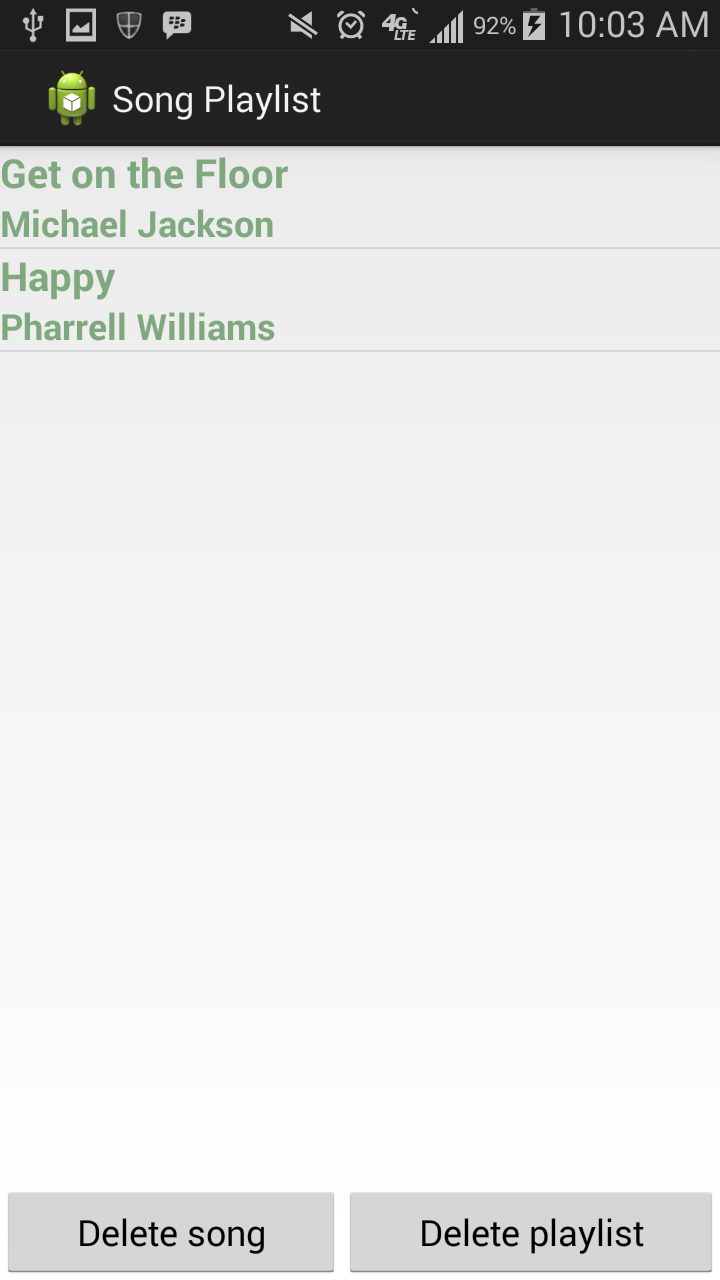 4G LTE 92% 10:03 AM
Song Playlist
Get on the Floor
Michael Jackson
Happy
Pharrell Williams
Delete song
Delete playlist